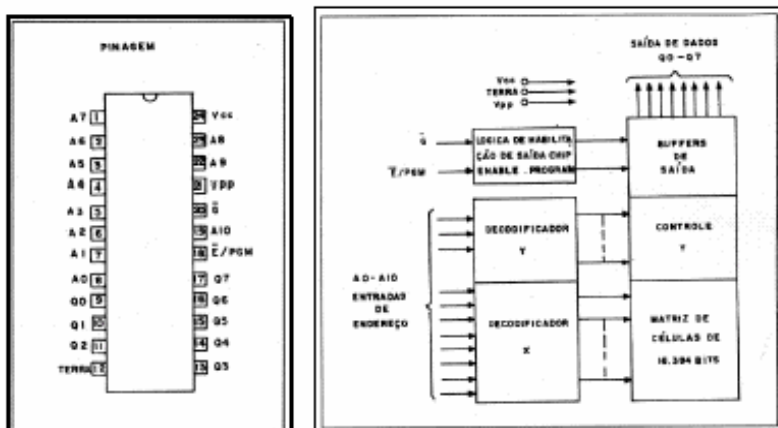 PINAGEM
A7 1 24 Vcc
A6 2 23 A8
A5 3 22 A9
A4 4 21 Vpp
A3 5 20 G̅
A2 6 19 A10
A1 7 18 E̅/PGM
A0 8 17 Q7
Q0 9 16 Q6
Q1 10 15 Q5
Q2 11 14 Q4
TERRA 12 13 Q3
SAÍDA DE DADOS
Q0-Q7
Vcc
TERRA
Vpp
G̅
E̅/PGM
LOGICA DE HABILITA
ÇÃO DE SAÍDA CHIP
ENABLE . PROGRAM
BUFFERS
DE
SAÍDA
DECODIFICADOR
Y
CONTROLE
Y
A0-A10
ENTRADAS
DE
ENDEREÇO
DECODIFICADOR
X
MATRIZ DE
CÉLULAS DE
16.384 BITS